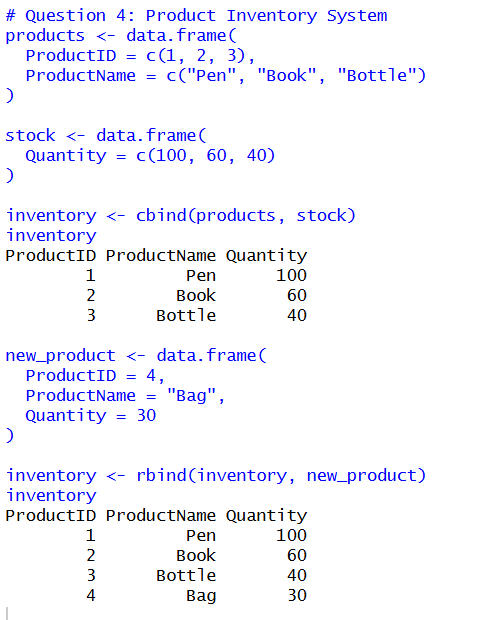 # Question 4: Product Inventory System
products <- data.frame(
  ProductID = c(1, 2, 3),
  ProductName = c("Pen", "Book", "Bottle")
)

stock <- data.frame(
  Quantity = c(100, 60, 40)
)

inventory <- cbind(products, stock)
inventory
ProductID ProductName Quantity
        1         Pen      100
        2        Book       60
        3      Bottle       40

new_product <- data.frame(
  ProductID = 4,
  ProductName = "Bag",
  Quantity = 30
)

inventory <- rbind(inventory, new_product)
inventory
ProductID ProductName Quantity
        1         Pen      100
        2        Book       60
        3      Bottle       40
        4         Bag       30